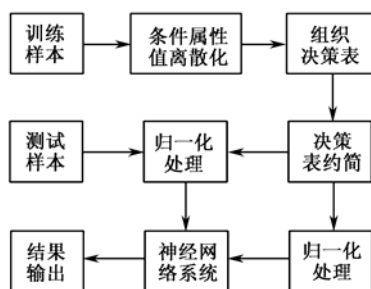 训练
样本
条件属性
值离散化
组织
决策表
测试
样本
归一化
处理
决策
表约简
结果
输出
神经网
络系统
归一化
处理